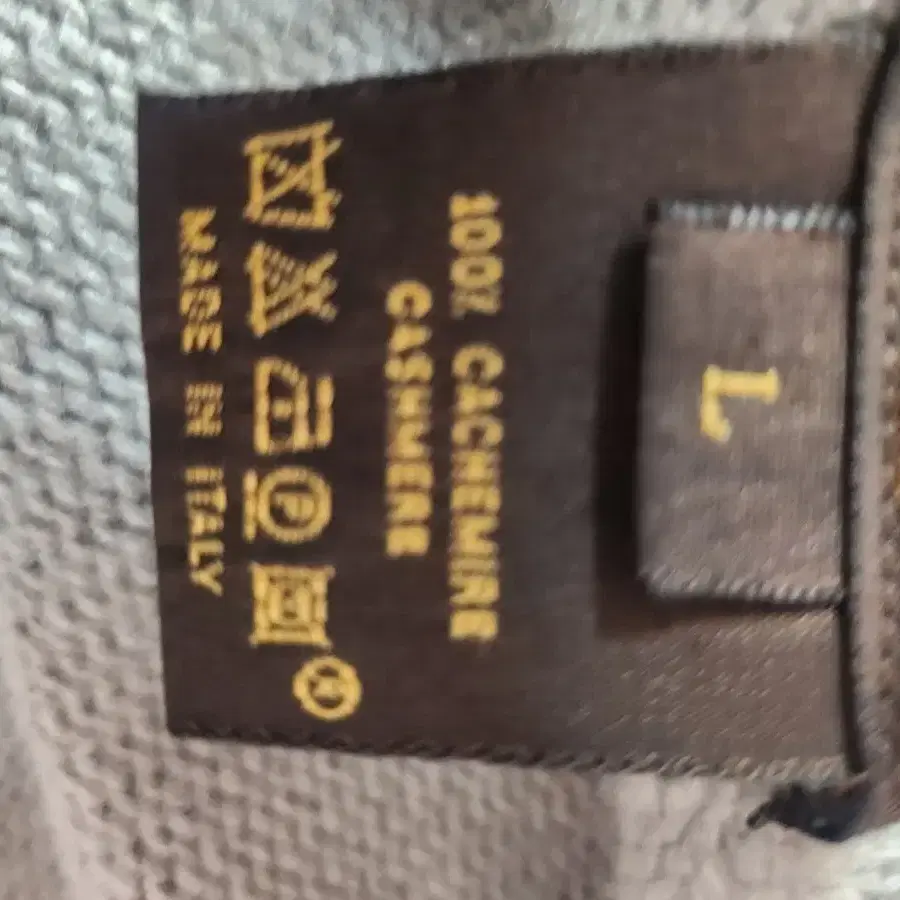 L
100% CACHEMIRE
CASHMERE
P
MADE IN ITALY